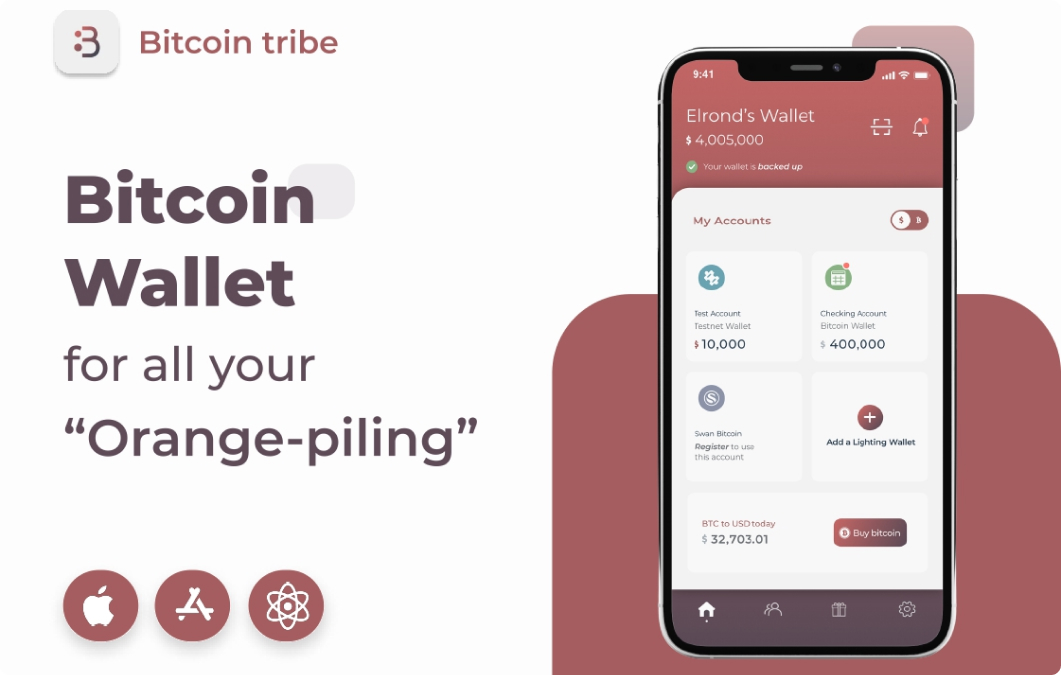 Bitcoin tribe
Bitcoin
Wallet
for all your
“Orange-piling”
9:41
Elrond’s Wallet
$ 4,005,000
Your wallet is backed up
My Accounts
$ B
Test Account
Testnet Wallet
$ 10,000
Checking Account
Bitcoin Wallet
$ 400,000
Swan Bitcoin
Register to use
this account
Add a Lighting Wallet
BTC to USD today
$ 32,703.01
Buy bitcoin